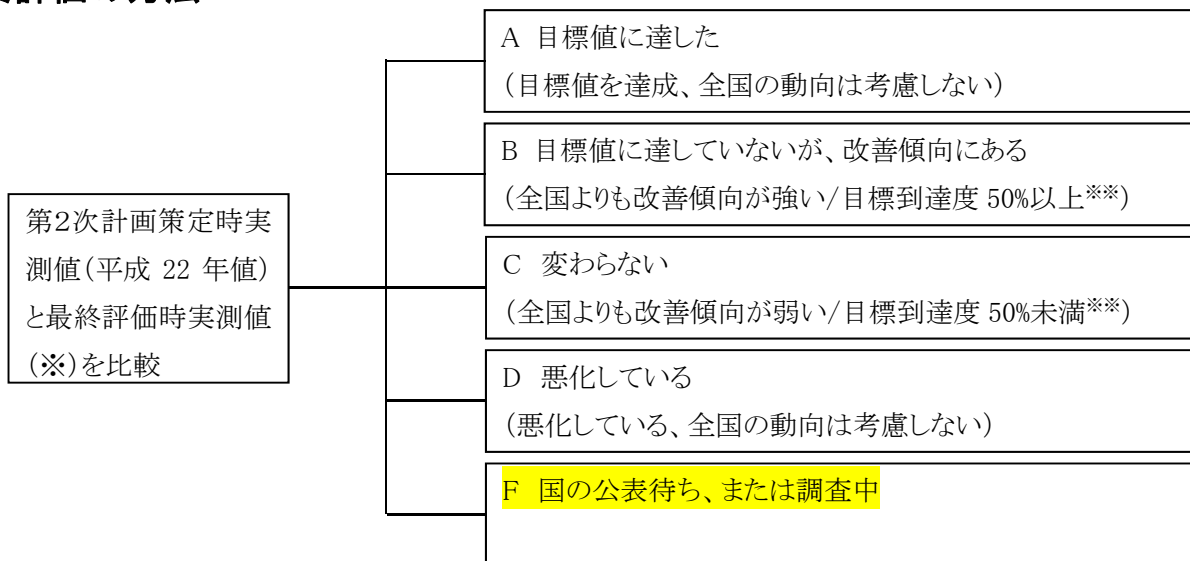 評価の方法
第2次計画策定時実
測値(平成 22 年値)
と最終評価時実測値
(※)を比較
A 目標値に達した
(目標値を達成、全国の動向は考慮しない)
B 目標値に達していないが、改善傾向にある
(全国よりも改善傾向が強い/目標到達度 50%以上※※)
C 変わらない
(全国よりも改善傾向が弱い/目標到達度 50%未満※※)
D 悪化している
(悪化している、全国の動向は考慮しない)
F 国の公表待ち、または調査中